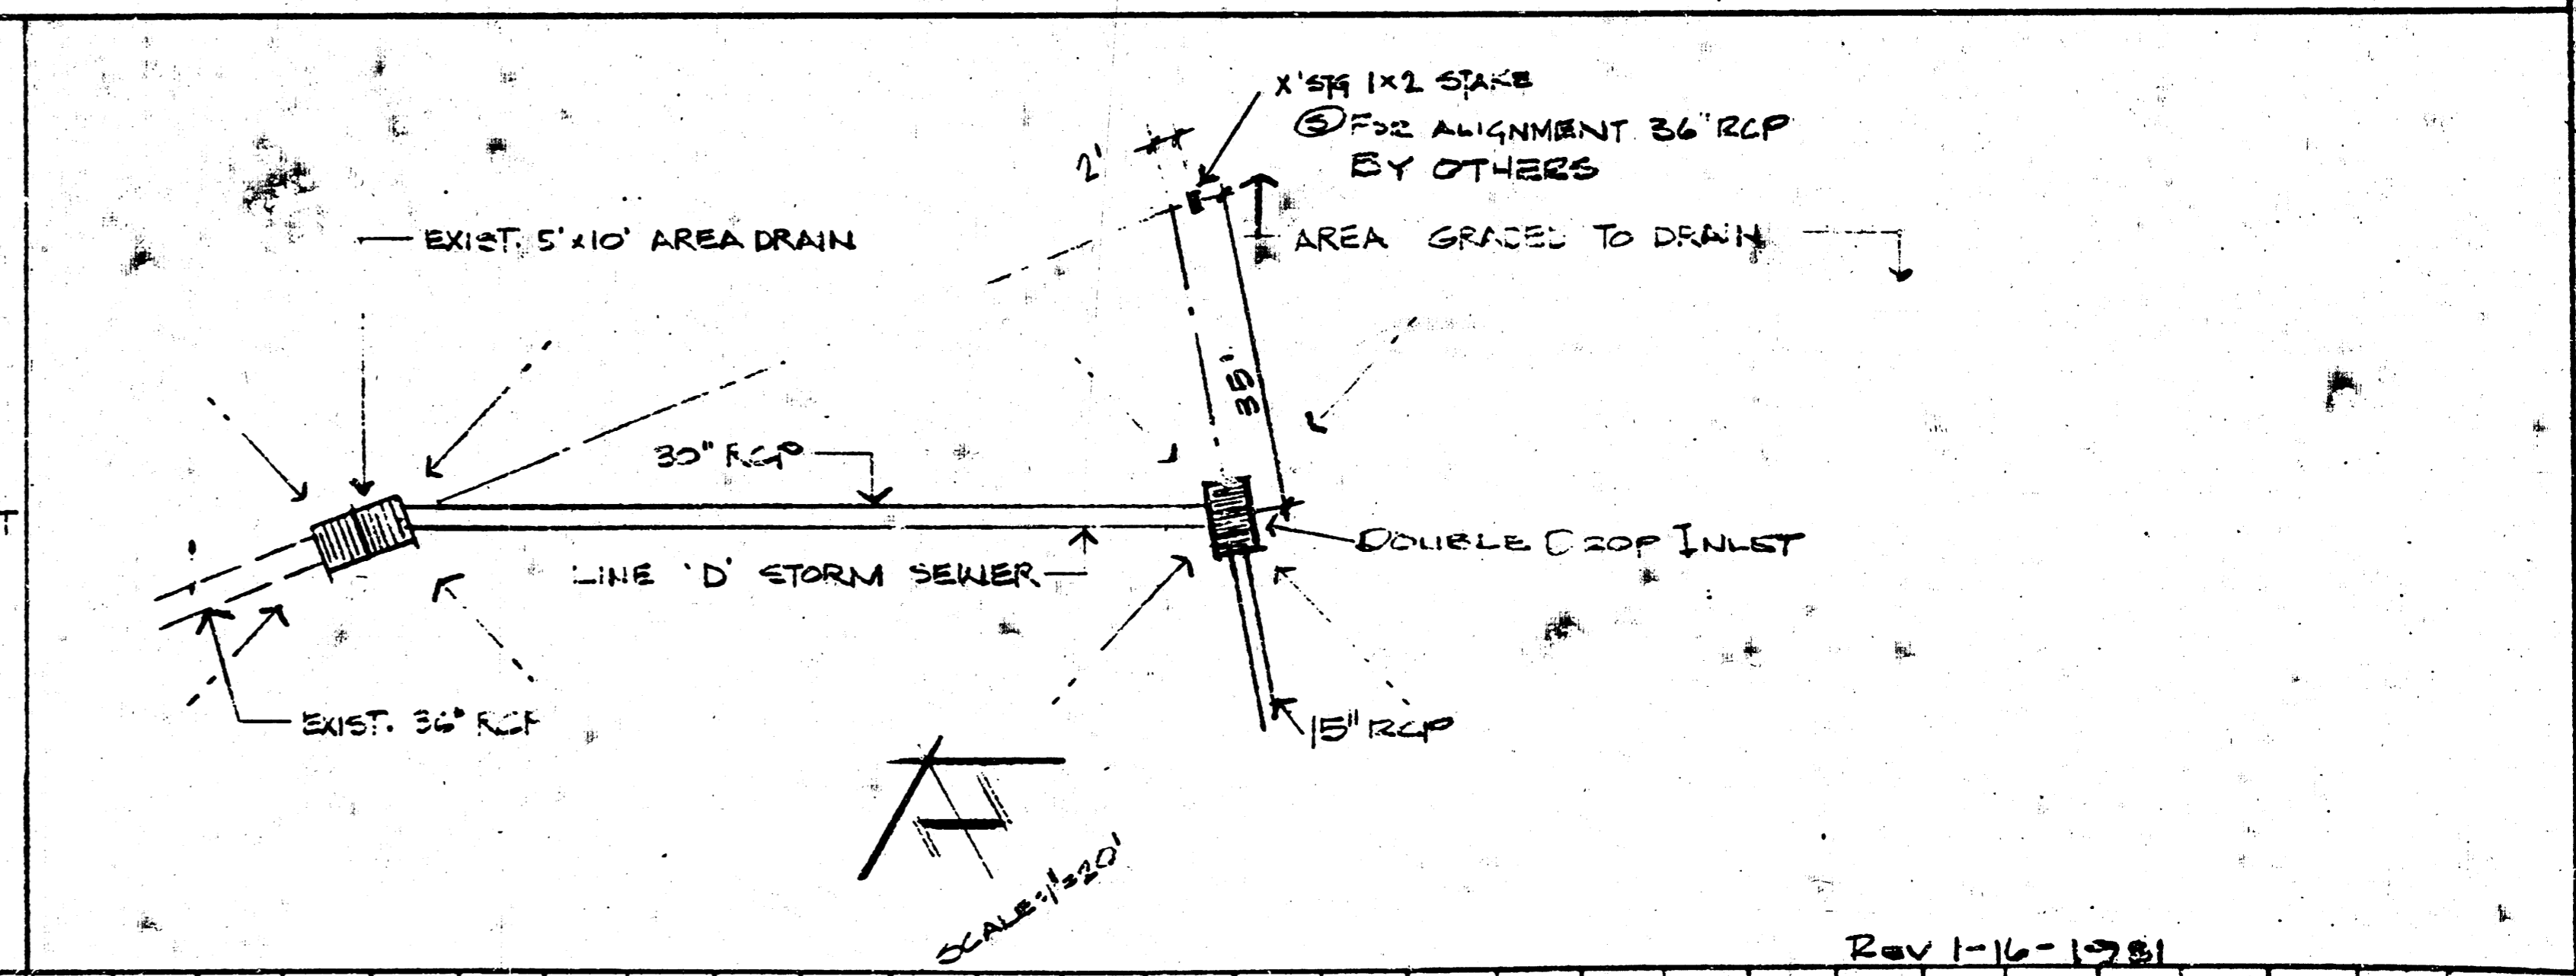 X'STG 1x2 STAKE
FOR ALIGNMENT 36" RCP
BY OTHERS
2'
EXIST. 5'x10' AREA DRAIN
AREA GRADED TO DRAIN
35'
30" RCP
T
DOUBLE DROP INLET
LINE 'D' STORM SEWER
EXIST. 36" RCP
15" RCP
SCALE: 1"=20'
Rev 1-16-1981